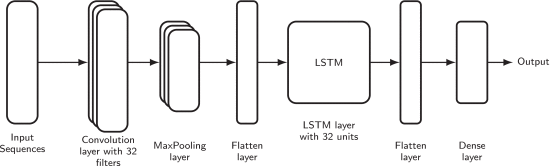 LSTM
Output
Input
Sequences
Convolution
layer with 32
filters
MaxPooling
layer
Flatten
layer
LSTM layer
with 32 units
Flatten
layer
Dense
layer